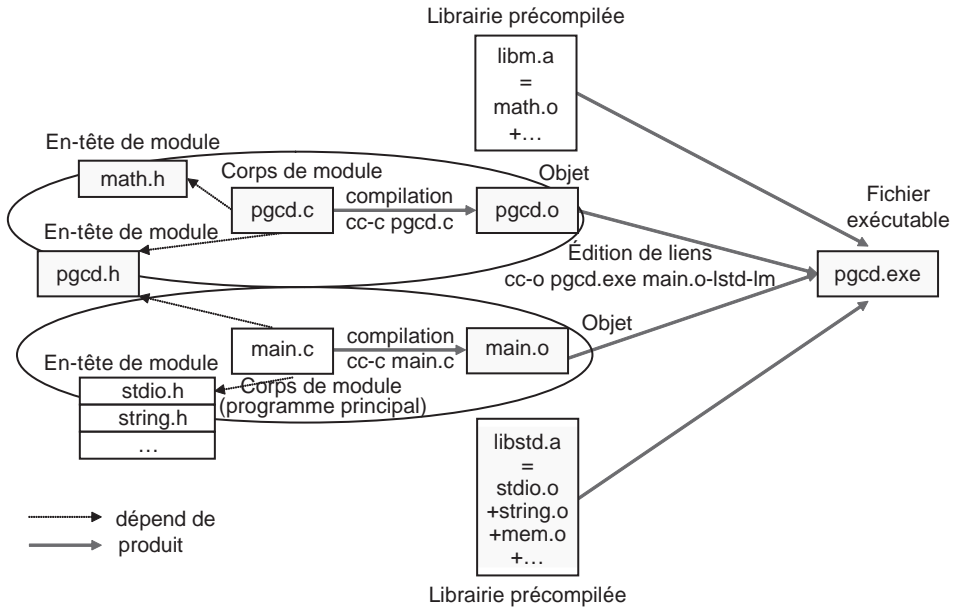 Librairie précompilée
libm.a
=
math.o
+…
En-tête de module
math.h
Corps de module
pgcd.c
compilation
cc-c pgcd.c
Objet
pgcd.o
Fichier
exécutable
pgcd.exe
En-tête de module
pgcd.h
Édition de liens
cc-o pgcd.exe main.o-lstd-lm
main.c
compilation
cc-c main.c
Objet
main.o
En-tête de module
stdio.h
string.h
…
Corps de module
(programme principal)
libstd.a
=
stdio.o
+string.o
+mem.o
+…
Librairie précompilée
dépend de
produit